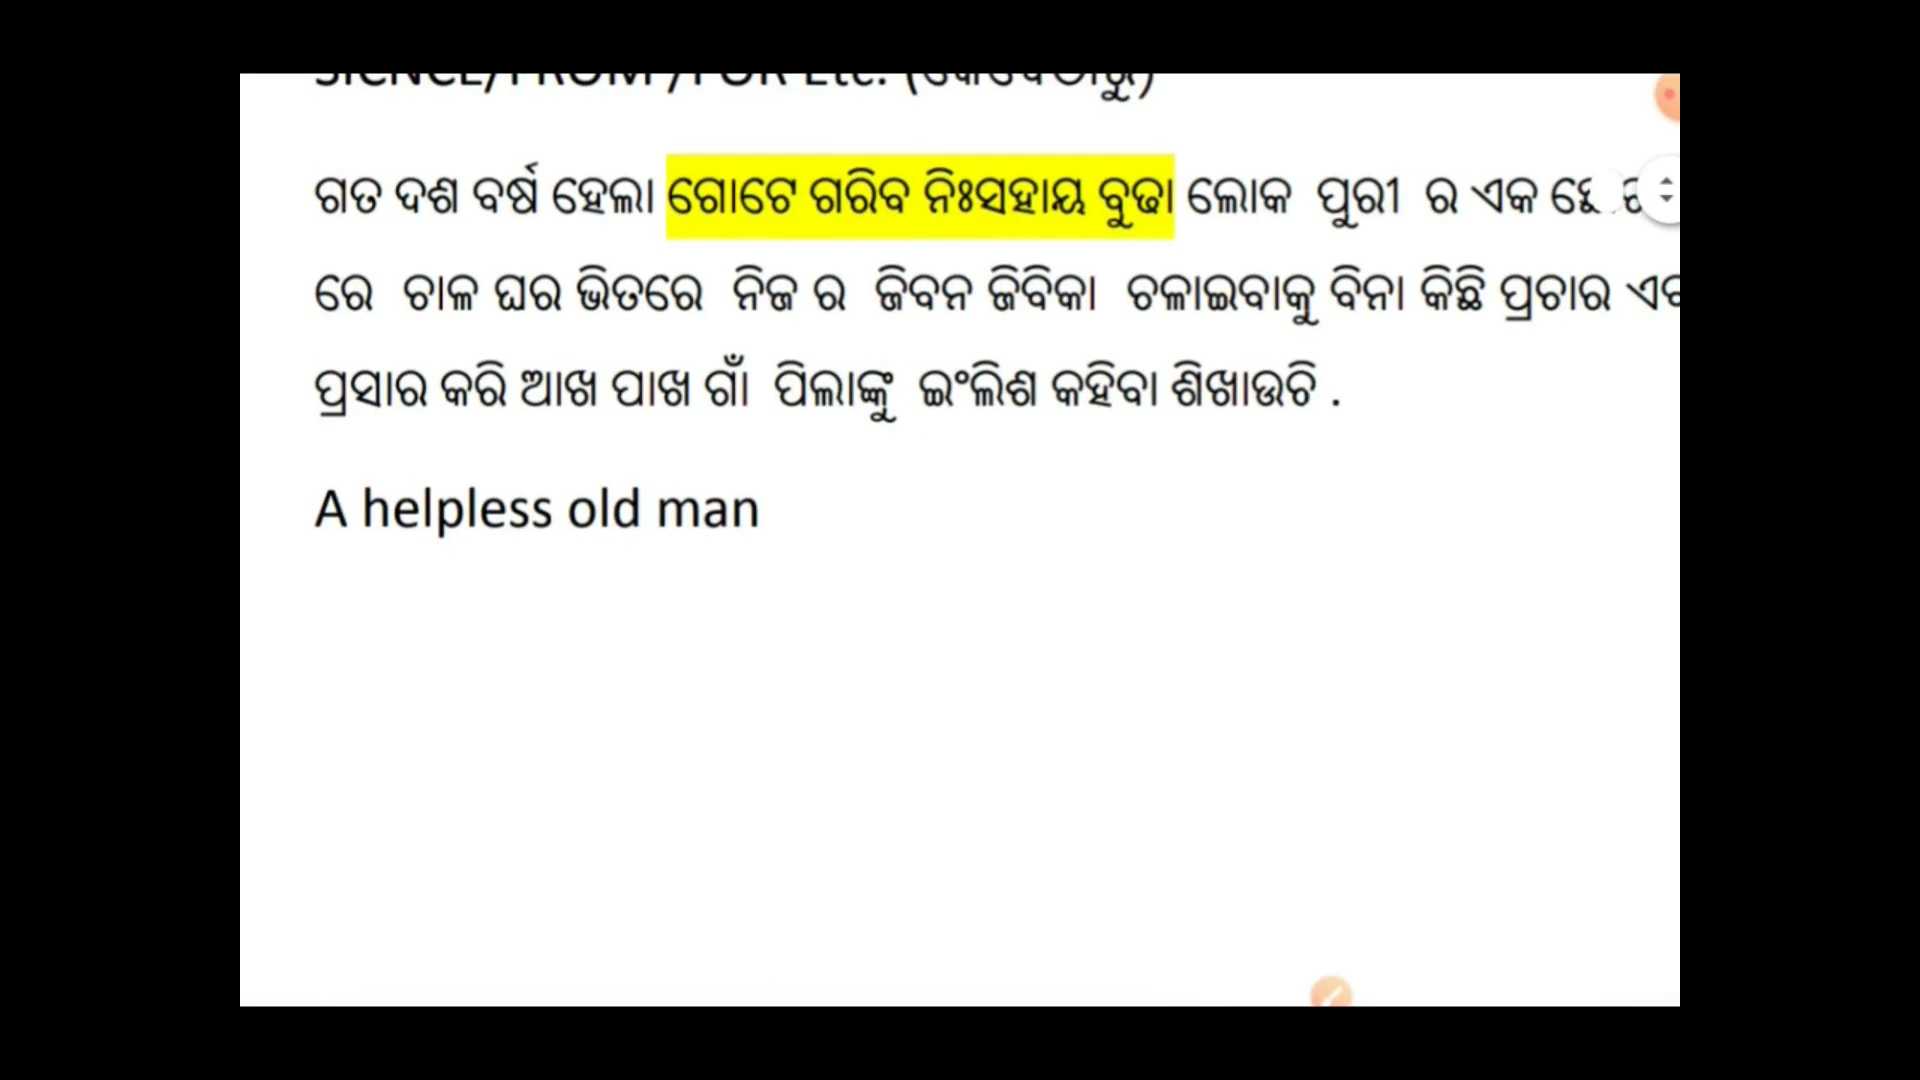 ଗତ ଦଶ ବର୍ଷ ହେଲା ଗୋଟେ ଗରିବ ନିଃସହାୟ ବୁଢା ଲୋକ ପୁରୀ ର ଏକ
ରେ ଚାଳ ଘର ଭିତରେ ନିଜ ର ଜିବନ ଜିବିକା ଚଳାଇବାକୁ ବିନା କିଛି ପ୍ରଚାର
ପ୍ରସାର କରି ଆଖ ପାଖ ଗାଁ ପିଲାଙ୍କୁ ଇଂଲିଶ କହିବା ଶିଖାଉଚି .
A helpless old man